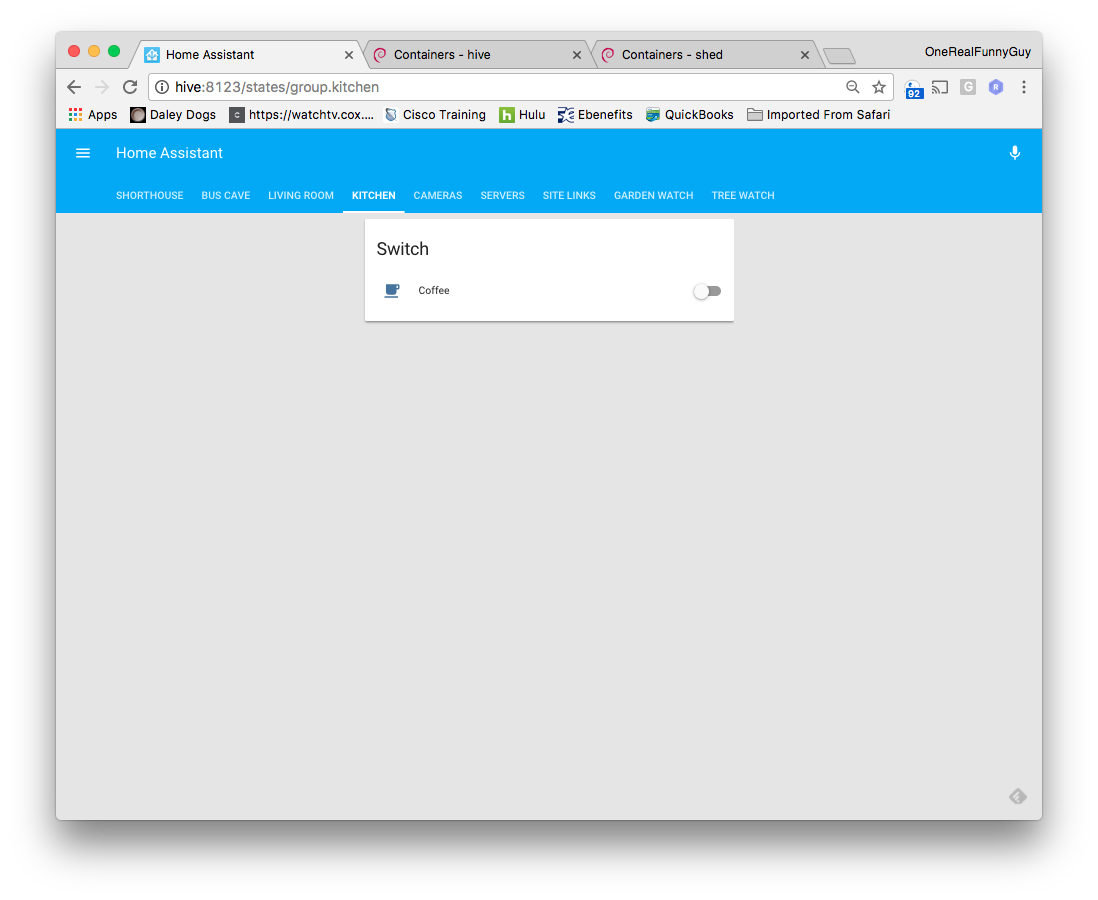 Home Assistant Containers - hive Containers - shed OneRealFunnyGuy
hive:8123/states/group.kitchen 92 G R
Apps Daley Dogs C https://watchtv.cox.... Cisco Training h Hulu Ebenefits QuickBooks Imported From Safari
Home Assistant
SHORTHOUSE BUS CAVE LIVING ROOM KITCHEN CAMERAS SERVERS SITE LINKS GARDEN WATCH TREE WATCH
Switch
Coffee